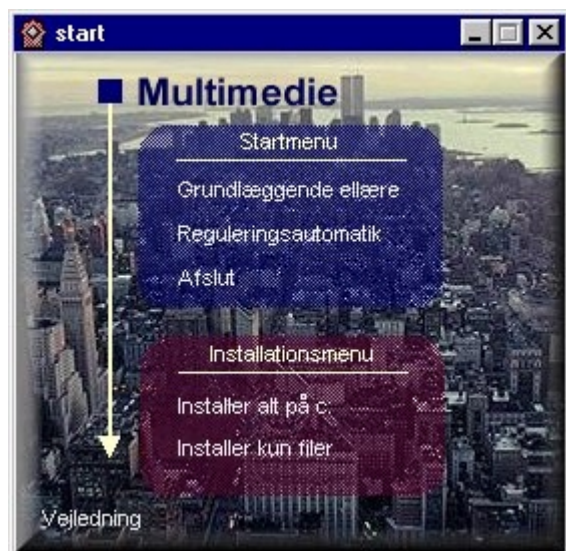 start
Multimedie
Startmenu
Grundlæggende ellære
Reguleringsautomatik
Afslut
Installationsmenu
Installer alt på c:
Installer kun filer
Vejledning